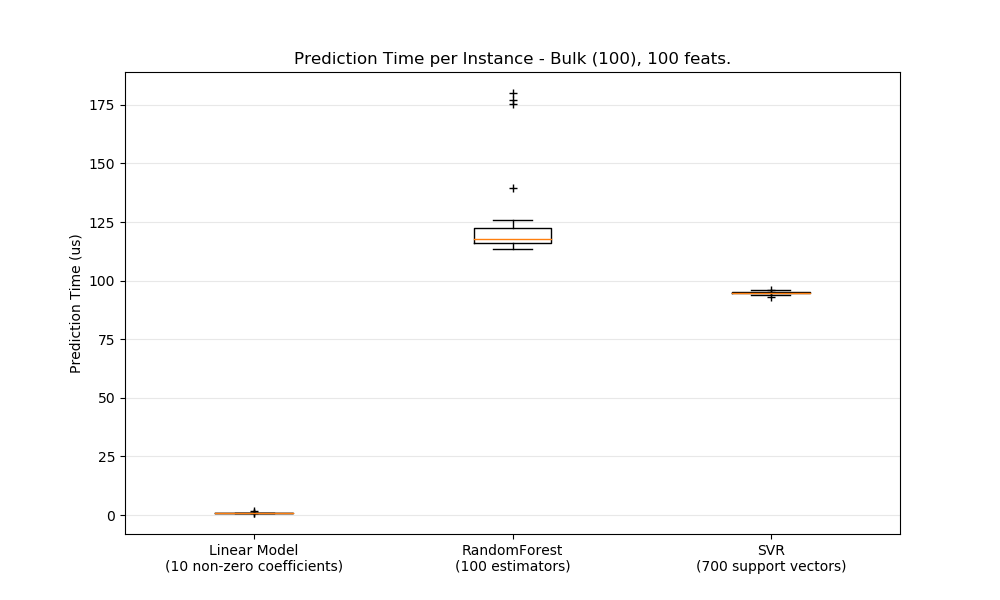 Prediction Time per Instance - Bulk (100), 100 feats.
Prediction Time (us)
175
150
125
100
75
50
25
0
Linear Model
(10 non-zero coefficients)
RandomForest
(100 estimators)
SVR
(700 support vectors)